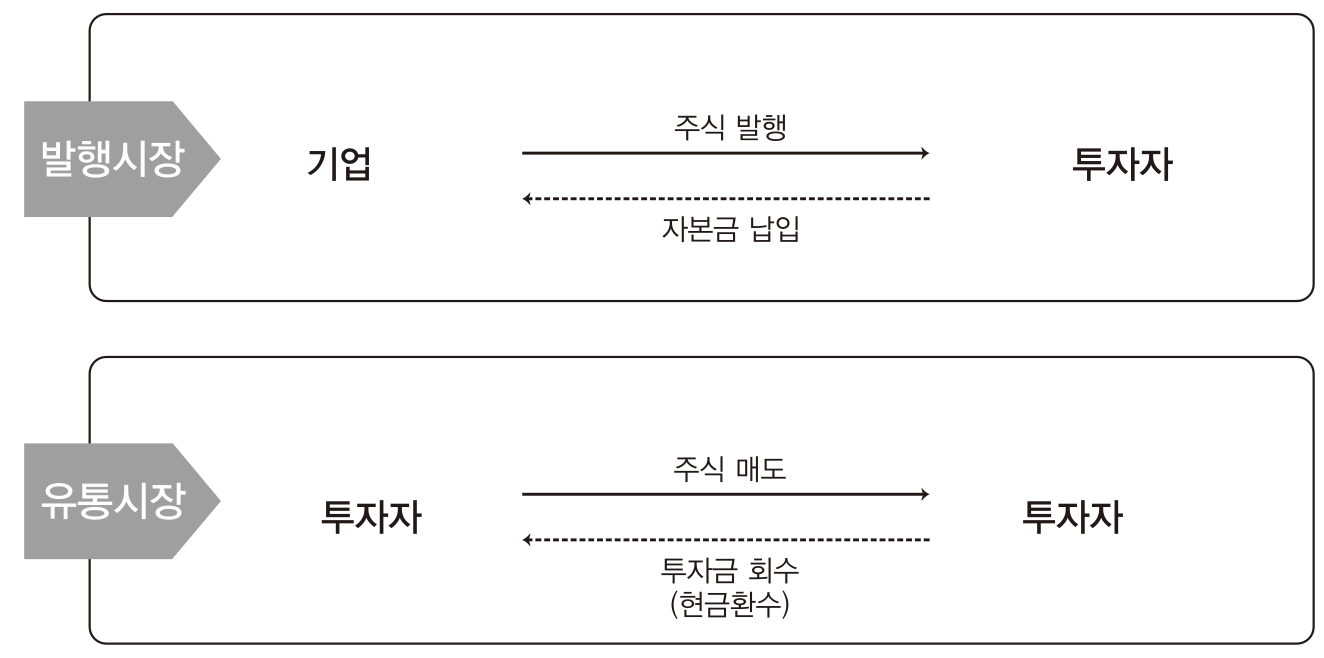 발행시장
기업
주식 발행
자본금 납입
투자자
유통시장
투자자
주식 매도
투자금 회수
(현금환수)
투자자